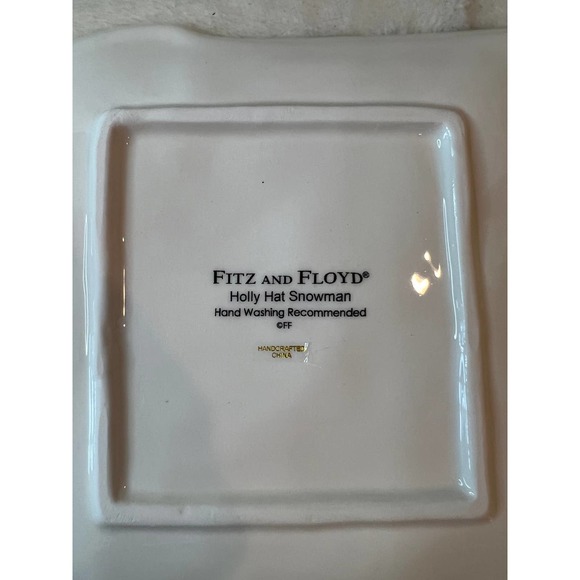 FITZ AND FLOYD®
Holly Hat Snowman
Hand Washing Recommended
©FF
HANDCRAFTED
CHINA